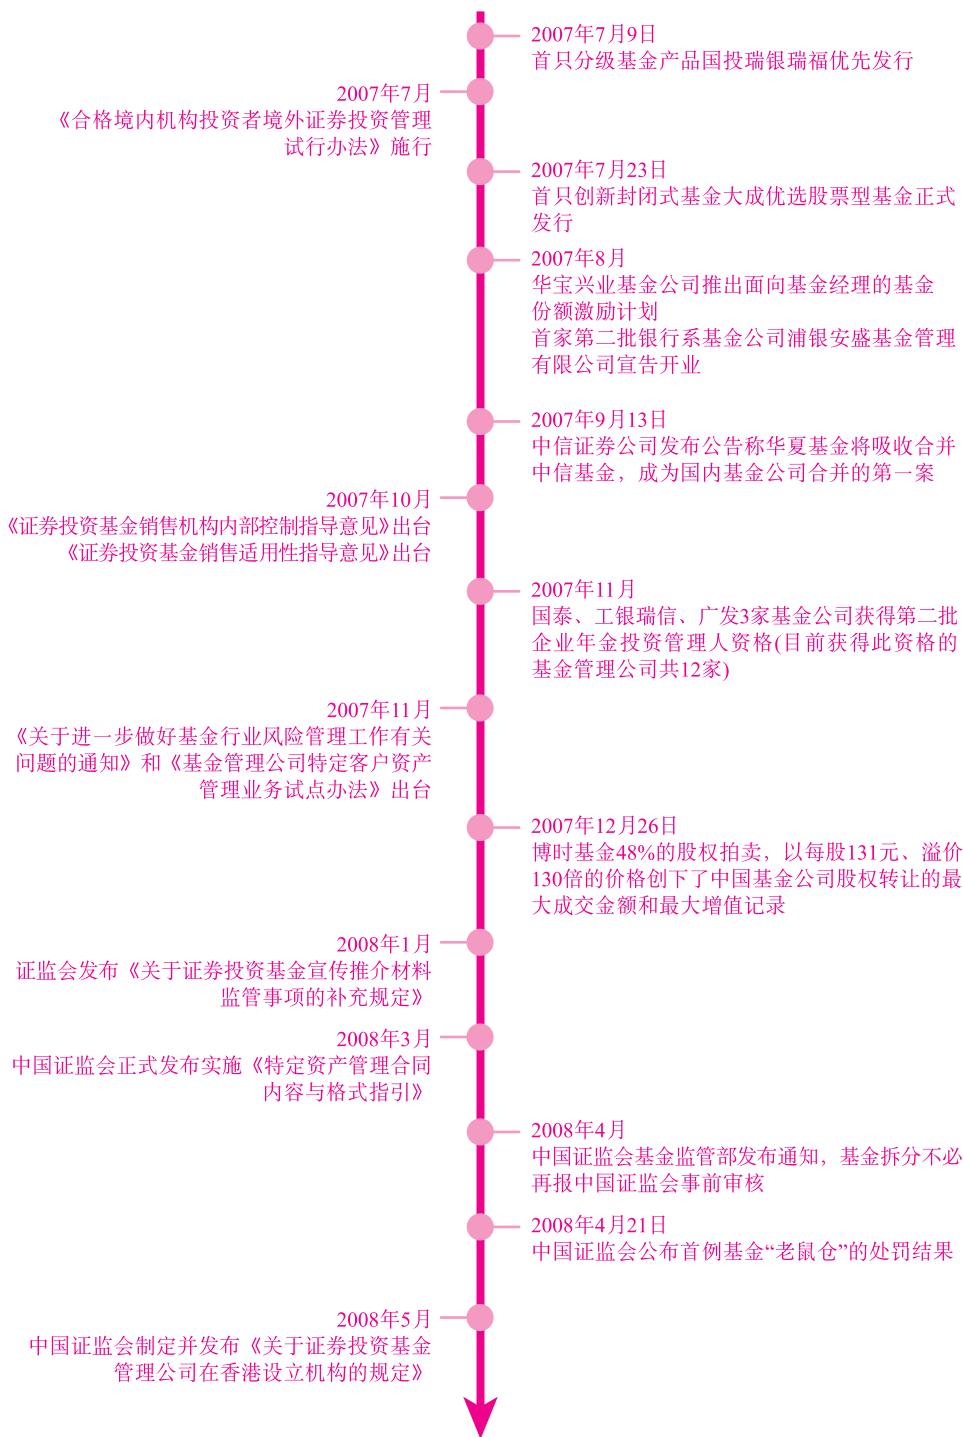 2007年7月9日
首只分级基金产品国投瑞银瑞福优先发行
2007年7月
《合格境内机构投资者境外证券投资管理
试行办法》施行
2007年7月23日
首只创新封闭式基金大成优选股票型基金正式
发行
2007年8月
华宝兴业基金公司推出面向基金经理的基金
份额激励计划
首家第二批银行系基金公司浦银安盛基金管理
有限公司宣告开业
2007年9月13日
中信证券公司发布公告称华夏基金将吸收合并
中信基金，成为国内基金公司合并的第一案
2007年10月
《证券投资基金销售机构内部控制指导意见》出台
《证券投资基金销售适用性指导意见》出台
2007年11月
国泰、工银瑞信、广发3家基金公司获得第二批
企业年金投资管理人资格(目前获得此资格的
基金管理公司共12家)
2007年11月
《关于进一步做好基金行业风险管理工作有关
问题的通知》和《基金管理公司特定客户资产
管理业务试点办法》出台
2007年12月26日
博时基金48%的股权拍卖，以每股131元、溢价
130倍的价格创下了中国基金公司股权转让的最
大成交金额和最大增值记录
2008年1月
证监会发布《关于证券投资基金宣传推介材料
监管事项的补充规定》
2008年3月
中国证监会正式发布实施《特定资产管理合同
内容与格式指引》
2008年4月
中国证监会基金监管部发布通知，基金拆分不必
再报中国证监会事前审核
2008年4月21日
中国证监会公布首例基金“老鼠仓”的处罚结果
2008年5月
中国证监会制定并发布《关于证券投资基金
管理公司在香港设立机构的规定》